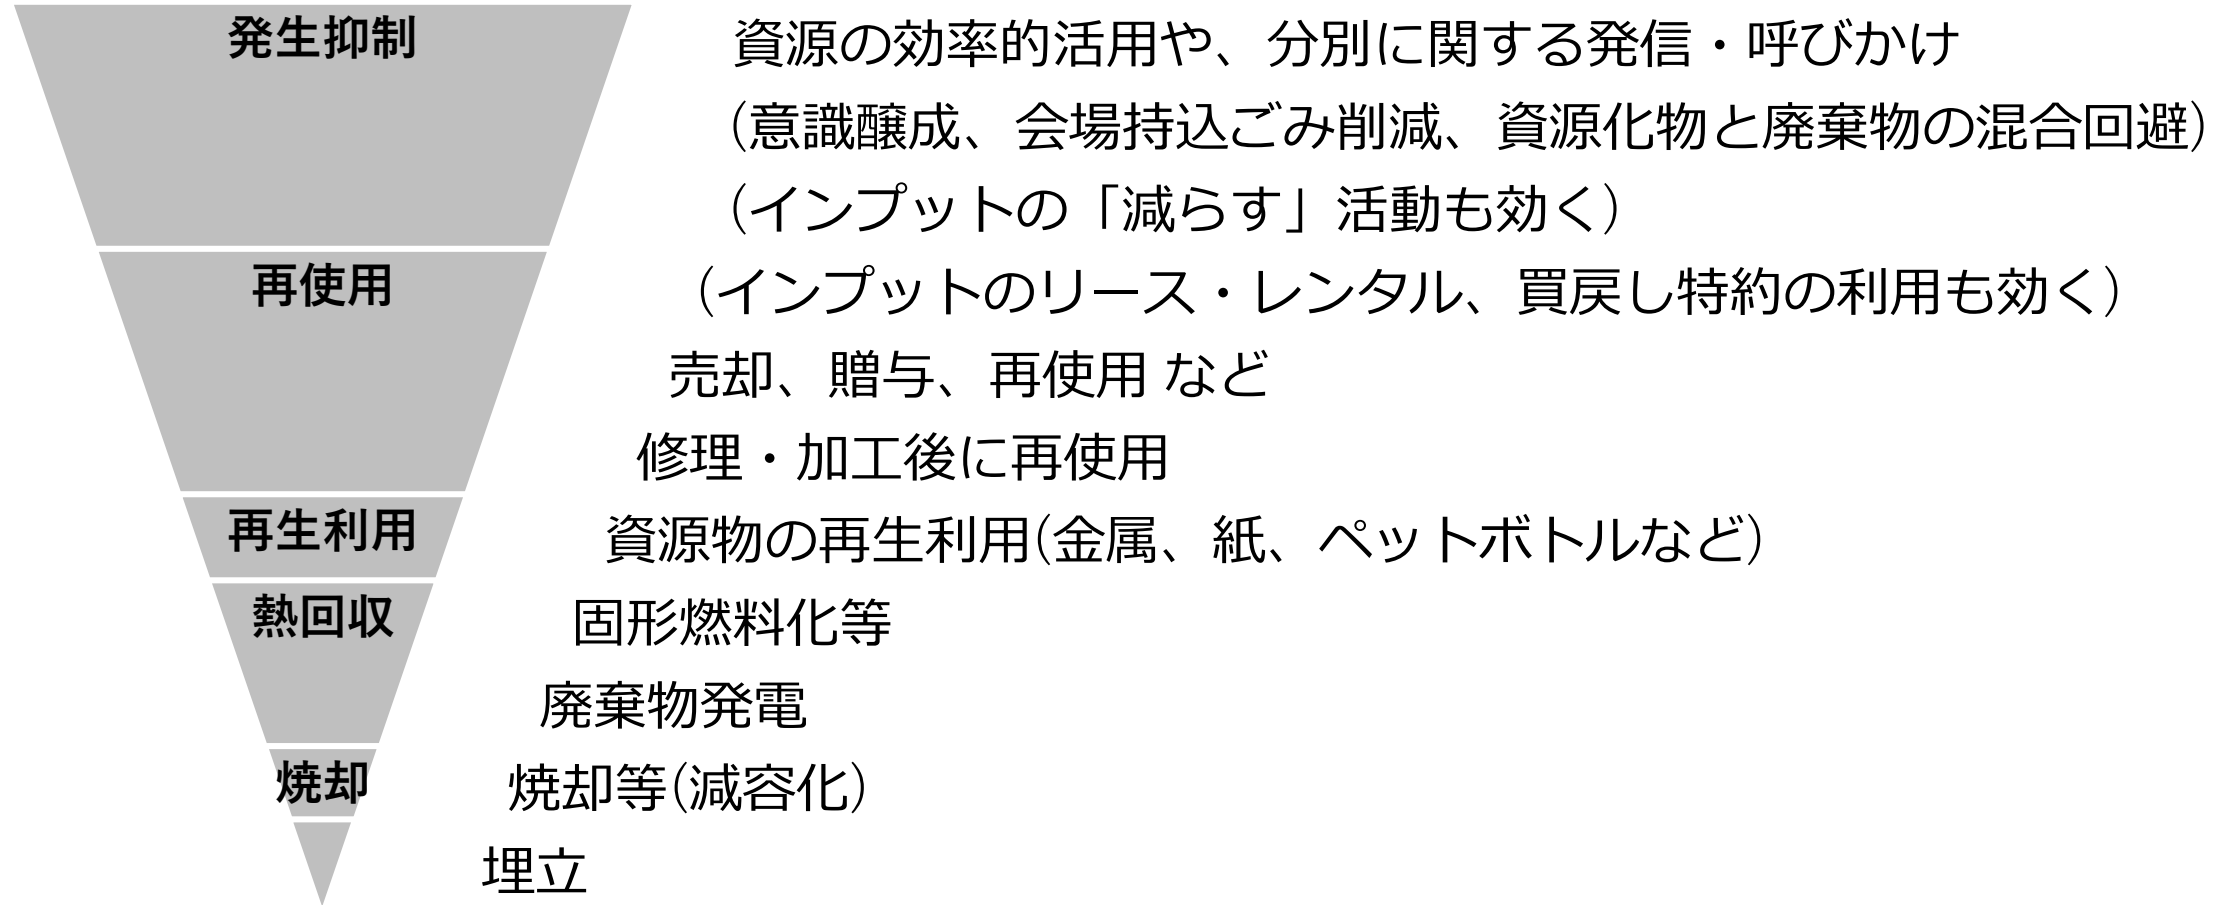 発生抑制
資源の効率的活用や、分別に関する発信・呼びかけ
（意識醸成、会場持込ごみ削減、資源化物と廃棄物の混合回避）
（インプットの「減らす」活動も効く）
再使用
（インプットのリース・レンタル、買戻し特約の利用も効く）
売却、贈与、再使用 など
修理・加工後に再使用
再生利用
資源物の再生利用(金属、紙、ペットボトルなど)
熱回収
固形燃料化等
廃棄物発電
焼却
焼却等(減容化)
埋立